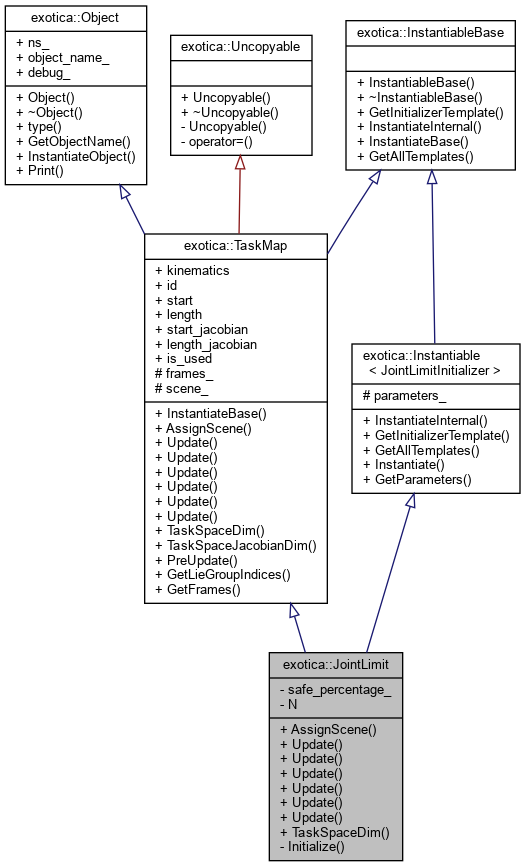 exotica::Object
+ ns_
+ object_name_
+ debug_
+ Object()
+ ~Object()
+ type()
+ GetObjectName()
+ InstantiateObject()
+ Print()
exotica::Uncopyable
+ Uncopyable()
+ ~Uncopyable()
- Uncopyable()
- operator=()
exotica::InstantiableBase
+ InstantiableBase()
+ ~InstantiableBase()
+ GetInitializerTemplate()
+ InstantiateInternal()
+ InstantiateBase()
+ GetAllTemplates()
exotica::TaskMap
+ kinematics
+ id
+ start
+ length
+ start_jacobian
+ length_jacobian
+ is_used
# frames_
# scene_
+ InstantiateBase()
+ AssignScene()
+ Update()
+ Update()
+ Update()
+ Update()
+ Update()
+ Update()
+ TaskSpaceDim()
+ TaskSpaceJacobianDim()
+ PreUpdate()
+ GetLieGroupIndices()
+ GetFrames()
exotica::Instantiable
< JointLimitInitializer >
# parameters_
+ InstantiateInternal()
+ GetInitializerTemplate()
+ GetAllTemplates()
+ Instantiate()
+ GetParameters()
exotica::JointLimit
- safe_percentage_
- N
+ AssignScene()
+ Update()
+ Update()
+ Update()
+ Update()
+ Update()
+ Update()
+ TaskSpaceDim()
- Initialize()